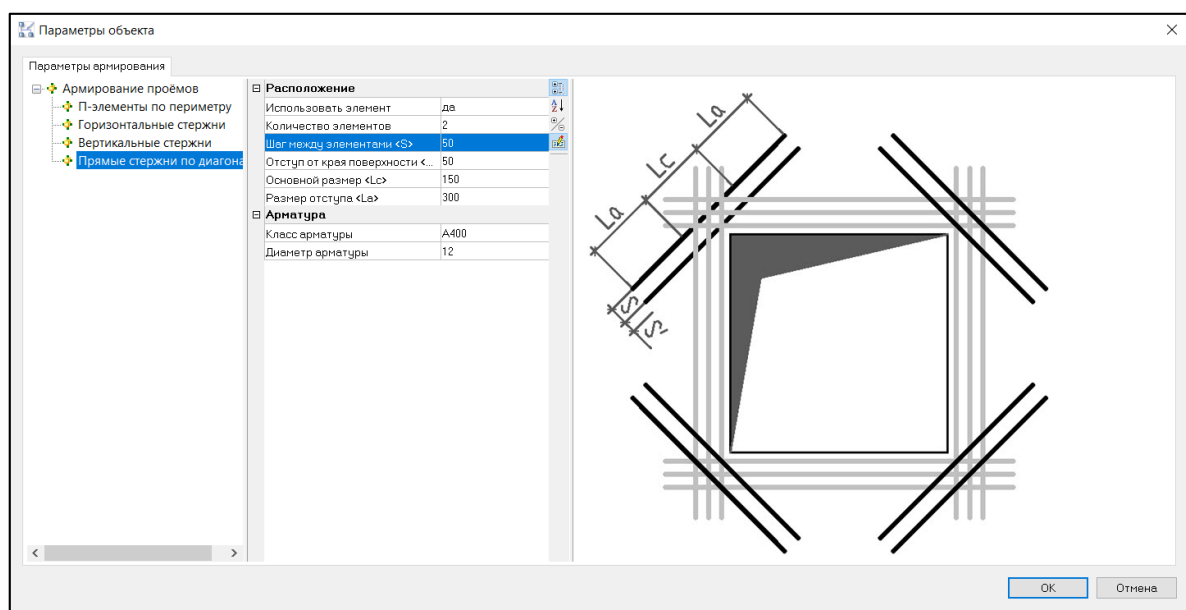 Параметры объекта
Параметры армирования
Армирование проёмов
П-элементы по периметру
Горизонтальные стержни
Вертикальные стержни
Прямые стержни по диагона
Расположение
Использовать элемент да
Количество элементов 2
Шаг между элементами <S> 50
Отступ от края поверхности <... 50
Основной размер <Lc> 150
Размер отступа <La> 300
Арматура
Класс арматуры A400
Диаметр арматуры 12
La
Lc
La
S
S'
OK
Отмена